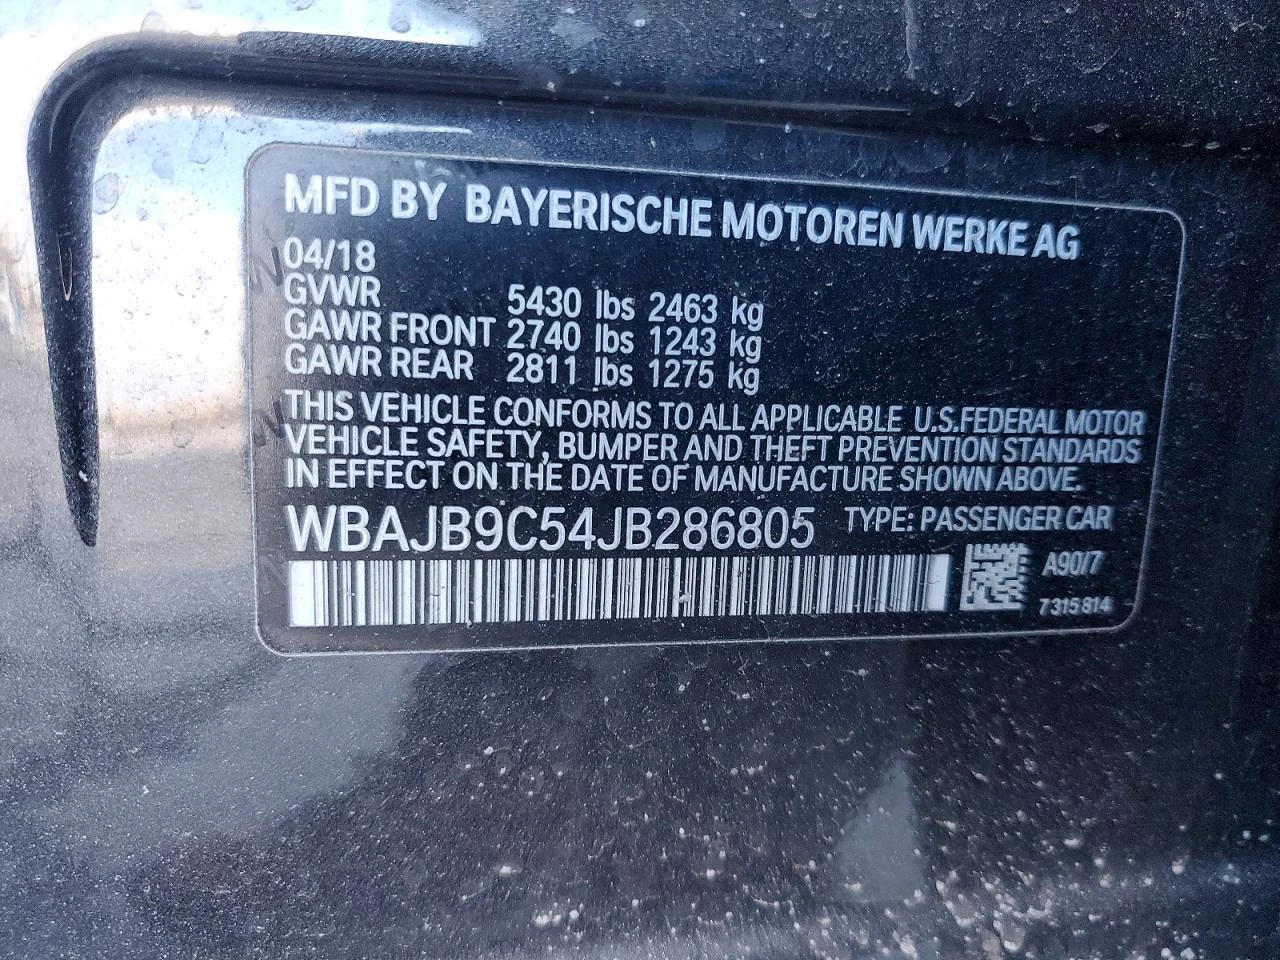 MFD BY BAYERISCHE MOTOREN WERKE AG
04/18
GVWR 5430 lbs 2463 kg
GAWR FRONT 2740 lbs 1243 kg
GAWR REAR 2811 lbs 1275 kg
THIS VEHICLE CONFORMS TO ALL APPLICABLE U.S.FEDERAL MOTOR
VEHICLE SAFETY, BUMPER AND THEFT PREVENTION STANDARDS
IN EFFECT ON THE DATE OF MANUFACTURE SHOWN ABOVE.
WBAJB9C54JB286805 TYPE: PASSENGER CAR
A90/7
7315814